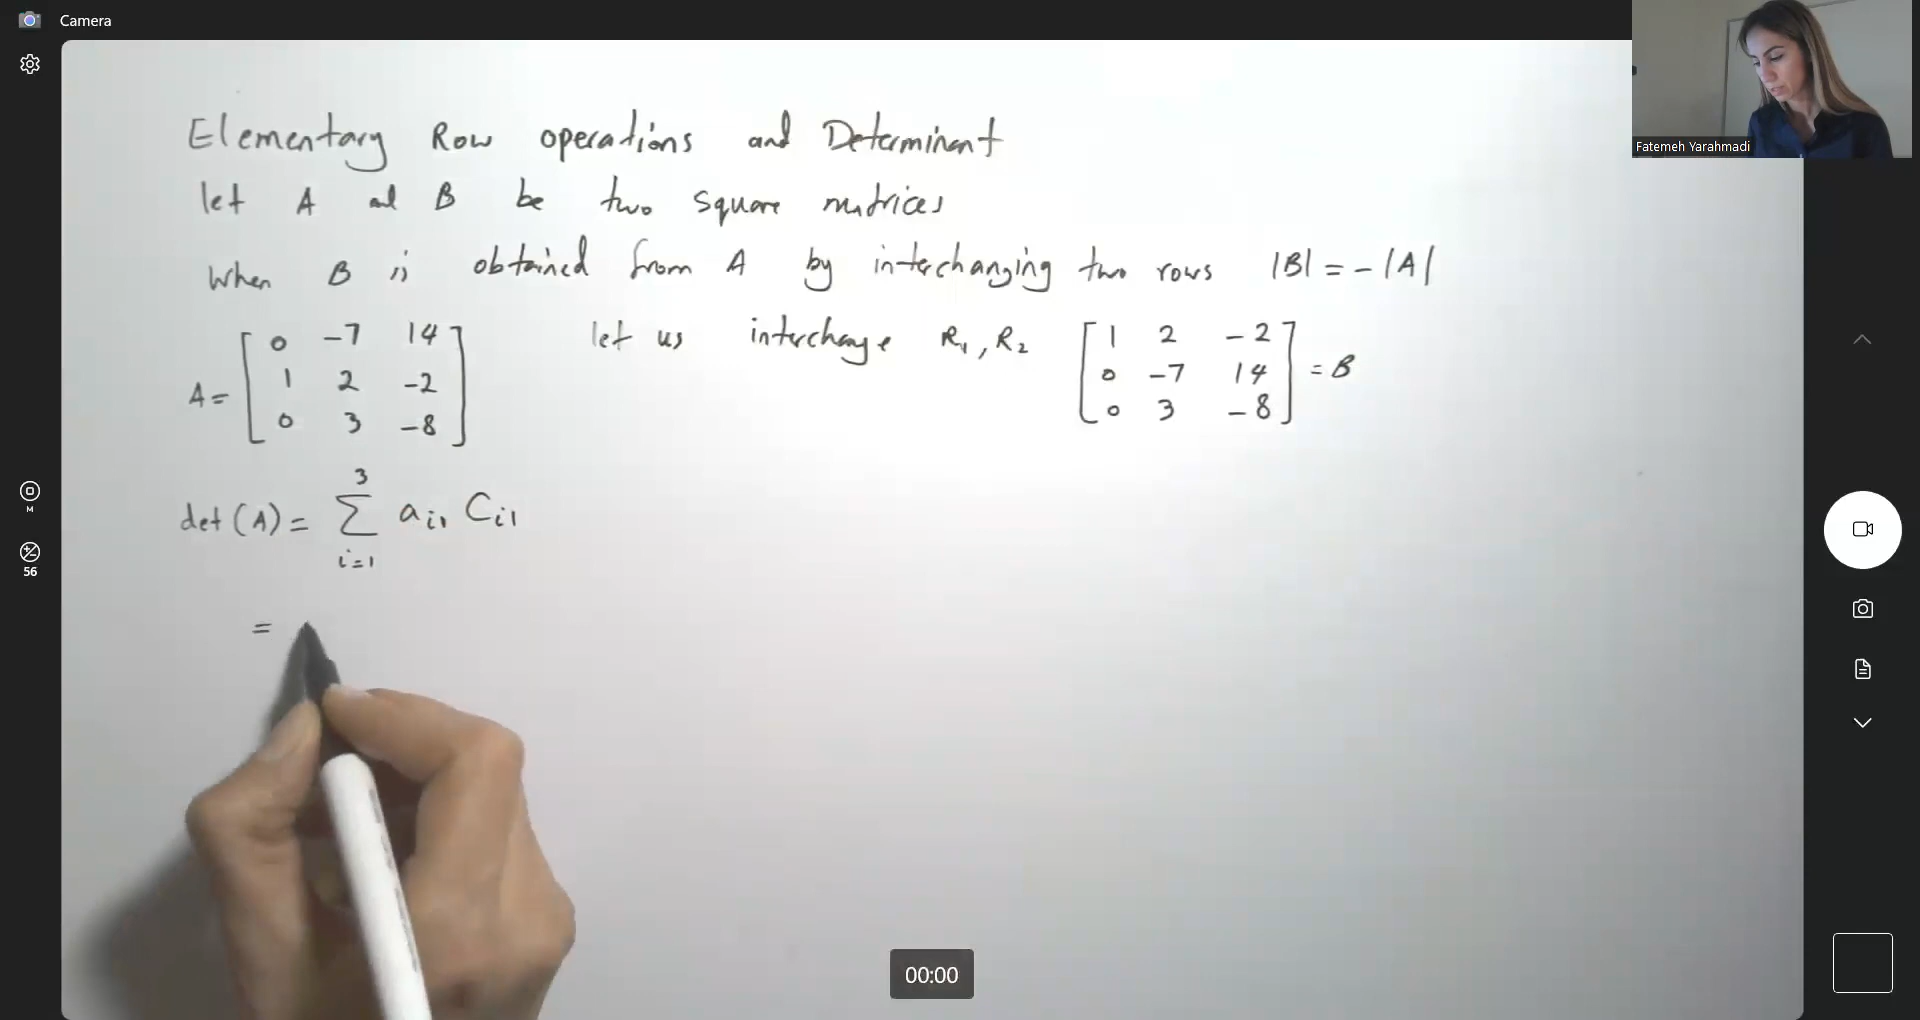 Camera
Fatemeh Yarahmadi
Elementary Row operations and Determinant
let A and B be two square matrices
When B is obtained from A by interchanging two rows |B| = -|A|
A = [0 -7 14
1 2 -2
0 3 -8]
let us interchange R1, R2 [1 2 -2
0 -7 14
0 3 -8] = B
det(A) = ∑ i=1 3 ai1 Ci1
=
M
56
00:00